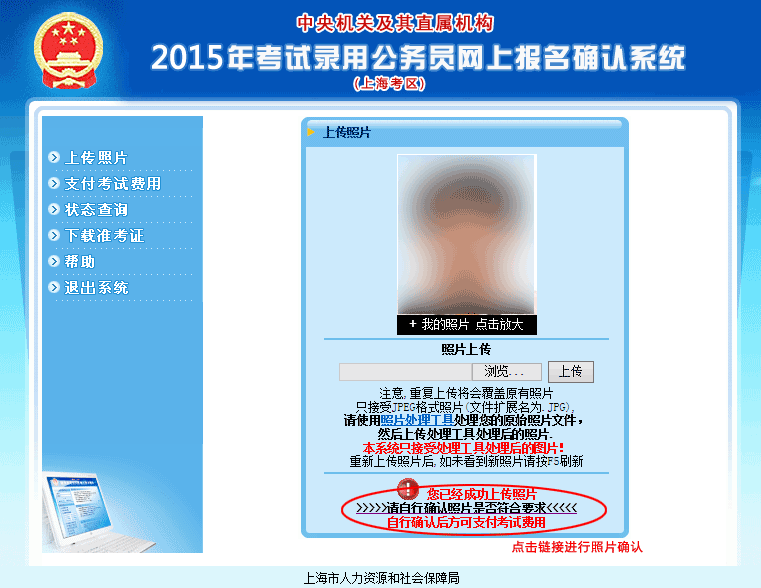 中央机关及其直属机构
2015年考试录用公务员网上报名确认系统
(上海考区)
上传照片
支付考试费用
状态查询
下载准考证
帮助
退出系统
上传照片
+ 我的照片 点击放大
照片上传
浏览... 上传
注意,重复上传将会覆盖原有照片
只接受JPEG格式照片(文件扩展名为.JPG),
请使用照片处理工具处理您的原始照片文件,
然后上传处理工具处理后的照片.
本系统只接受处理工具处理后的图片!
重新上传照片后,如未看到新照片请按F5刷新
您已经成功上传照片
>>>>>请自行确认照片是否符合要求<<<<<
自行确认后方可支付考试费用
点击链接进行照片确认
上海市人力资源和社会保障局